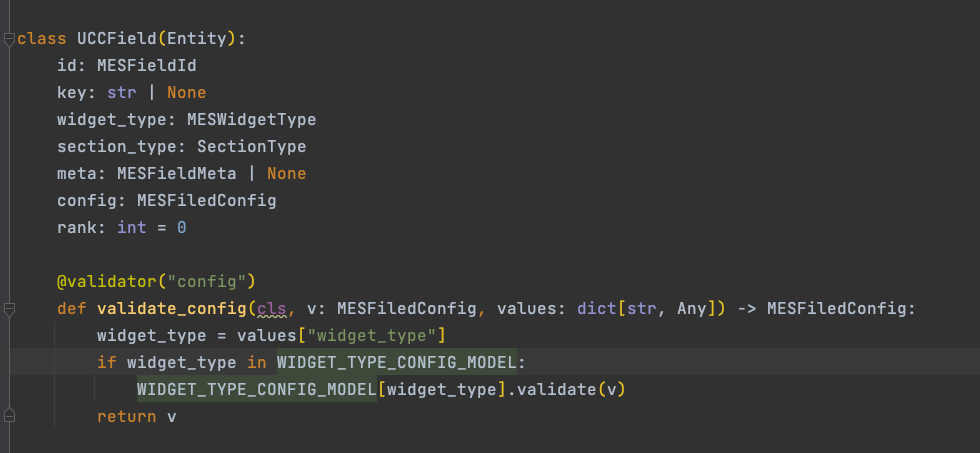 class UCCField(Entity):
    id: MESFieldId
    key: str | None
    widget_type: MESWidgetType
    section_type: SectionType
    meta: MESFieldMeta | None
    config: MESFiledConfig
    rank: int = 0
    @validator("config")
    def validate_config(cls, v: MESFiledConfig, values: dict[str, Any]) -> MESFiledConfig:
        widget_type = values["widget_type"]
        if widget_type in WIDGET_TYPE_CONFIG_MODEL:
            WIDGET_TYPE_CONFIG_MODEL[widget_type].validate(v)
        return v